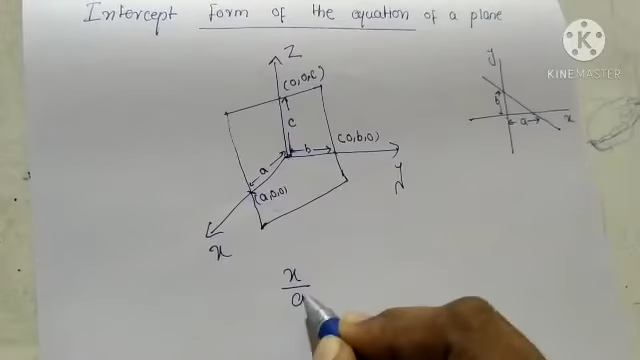 Intercept form of the equation of a plane
KINEMASTER
Z
(0,0,c)
c
a
b
(0,b,0)
y
(a,0,0)
x
y
b
a
x
x
a